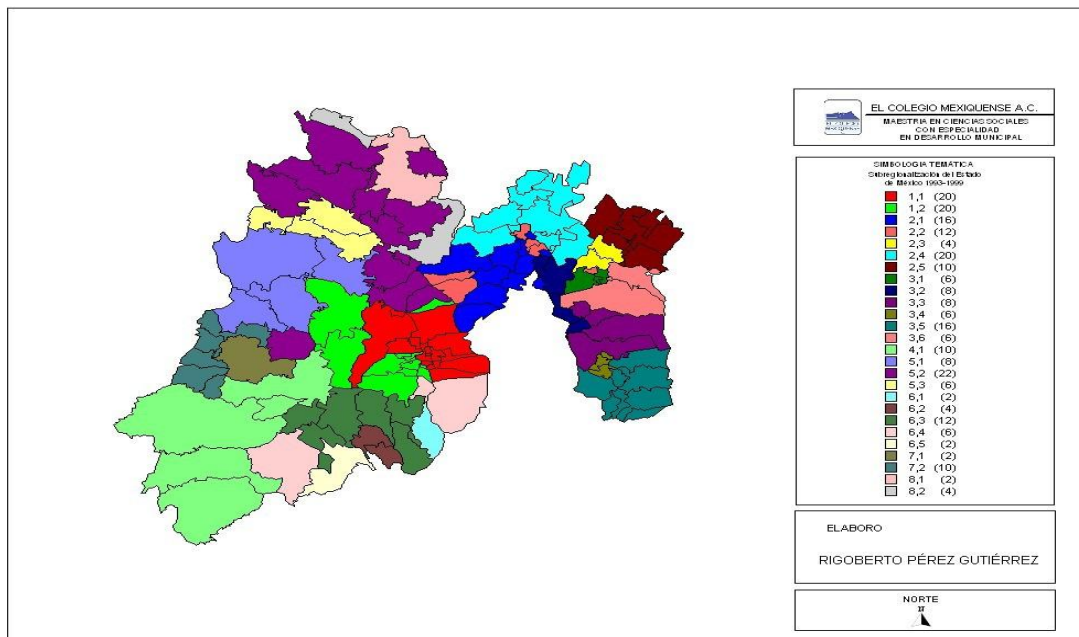 EL COLEGIO MEXIQUENSE A.C.
MAESTRIA EN CIENCIAS SOCIALES
CON ESPECIALIDAD
EN DESARROLLO MUNICIPAL
SIMBOLOGIA TEMÁTICA
Subregionalización del Estado
de México 1993-1999
1,1 (20)
1,2 (20)
2,1 (16)
2,2 (12)
2,3 (4)
2,4 (20)
2,5 (10)
3,1 (6)
3,2 (8)
3,3 (8)
3,4 (6)
3,5 (16)
3,6 (6)
4,1 (10)
5,1 (8)
5,2 (22)
5,3 (6)
6,1 (2)
6,2 (4)
6,3 (12)
6,4 (6)
6,5 (2)
7,1 (2)
7,2 (10)
8,1 (2)
8,2 (4)
ELABORO
RIGOBERTO PÉREZ GUTIÉRREZ
NORTE
N